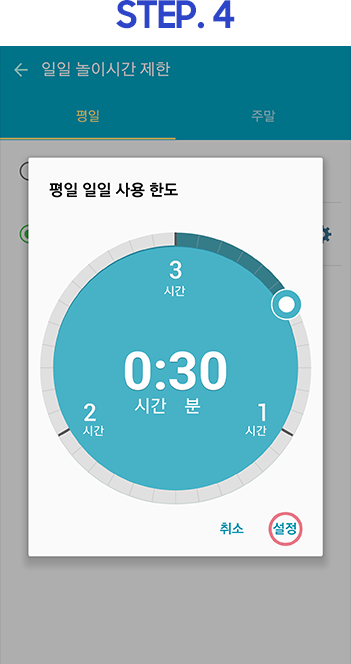 STEP. 4
일일 놀이시간 제한
평일 주말
평일 일일 사용 한도
3
시간
0:30
시간 분
2 1
시간 시간
취소 설정